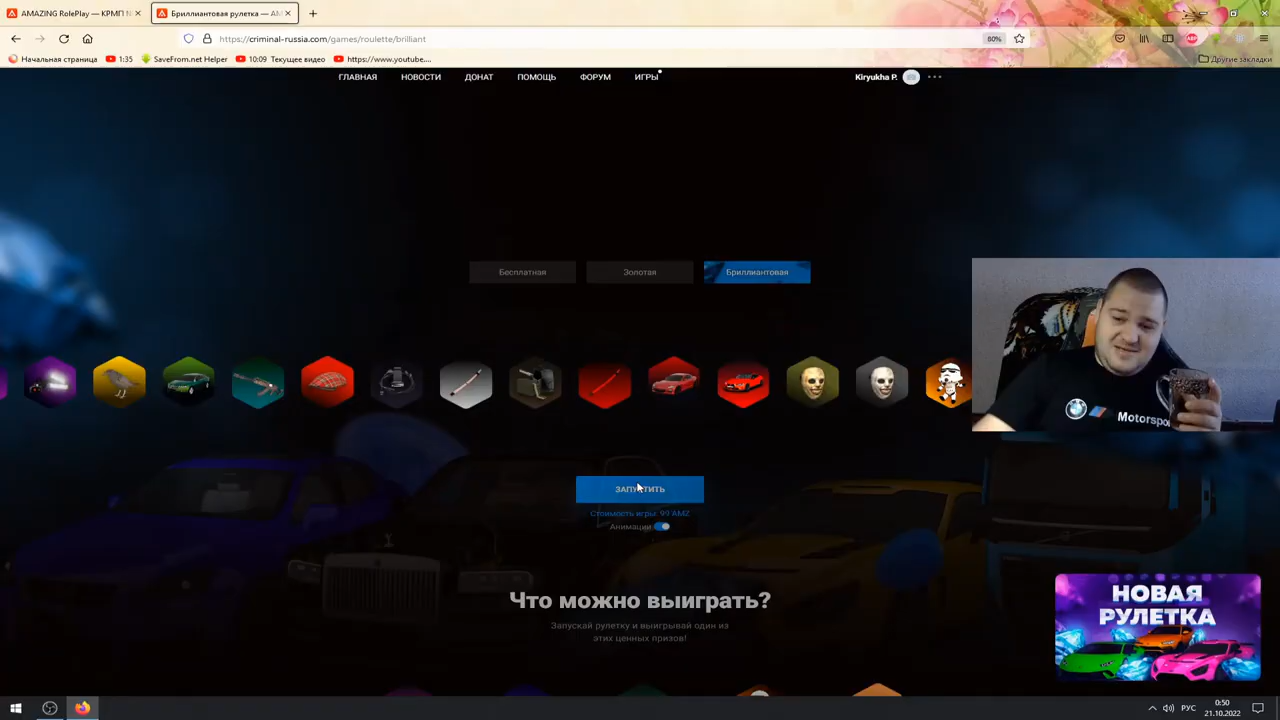 AMAZING RolePlay — КРМП
Бриллиантовая рулетка — AM
https://criminal-russia.com/games/roulette/brilliant
80%
ABP
Начальная страница
1:35
SaveFrom.net Helper
10:09 Текущее видео
https://www.youtube....
Другие закладки
ГЛАВНАЯ
НОВОСТИ
ДОНАТ
ПОМОЩЬ
ФОРУМ
ИГРЫ
Kiryukha P.
Бесплатная
Золотая
Бриллиантовая
Motorspo
ЗАПУСТИТЬ
Стоимость игры: 99 AMZ
Анимации
Что можно выиграть?
Запускай рулетку и выигрывай один из
этих ценных призов!
НОВАЯ
РУЛЕТКА
РУС
0:50
21.10.2022